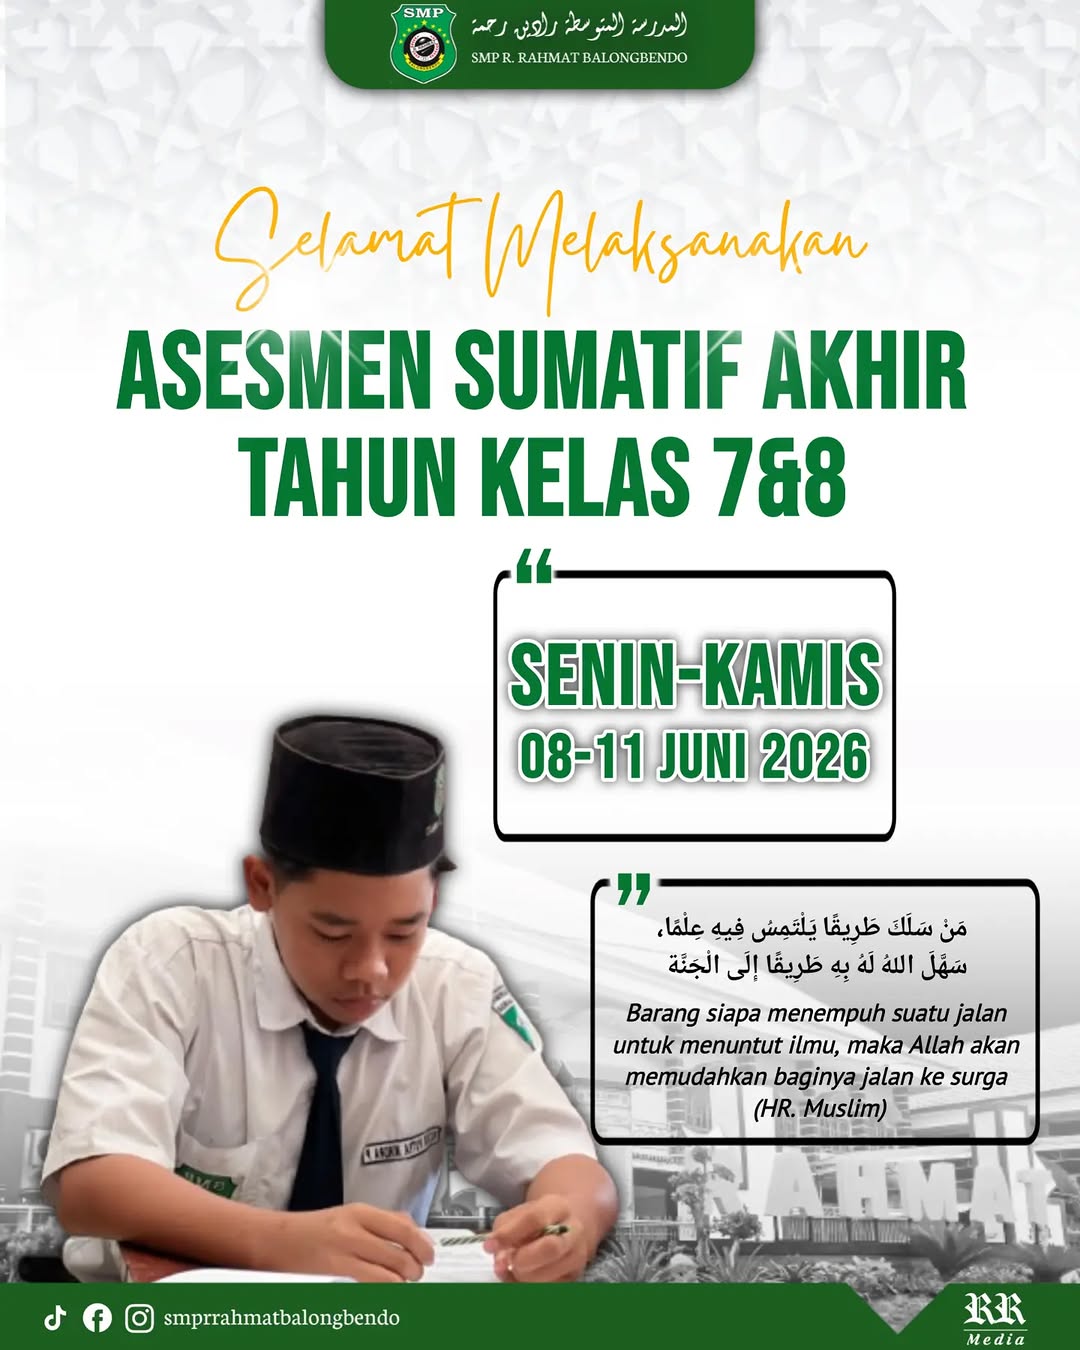 SMP
المدرسة المتوسطة رادين رحمة
SMP R. RAHMAT BALONGBENDO
Selamat Melaksanakan
ASESMEN SUMATIF AKHIR
TAHUN KELAS 7&8
SENIN-KAMIS
08-11 JUNI 2026
مَنْ سَلَكَ طَرِيقًا يَلْتَمِسُ فِيهِ عِلْمًا،
سَهَّلَ اللهُ لَهُ بِهِ طَرِيقًا إِلَى الْجَنَّة
Barang siapa menempuh suatu jalan
untuk menuntut ilmu, maka Allah akan
memudahkan baginya jalan ke surga
(HR. Muslim)
RAHMAT
SMP
smprrahmatbalongbendo
RR
Media